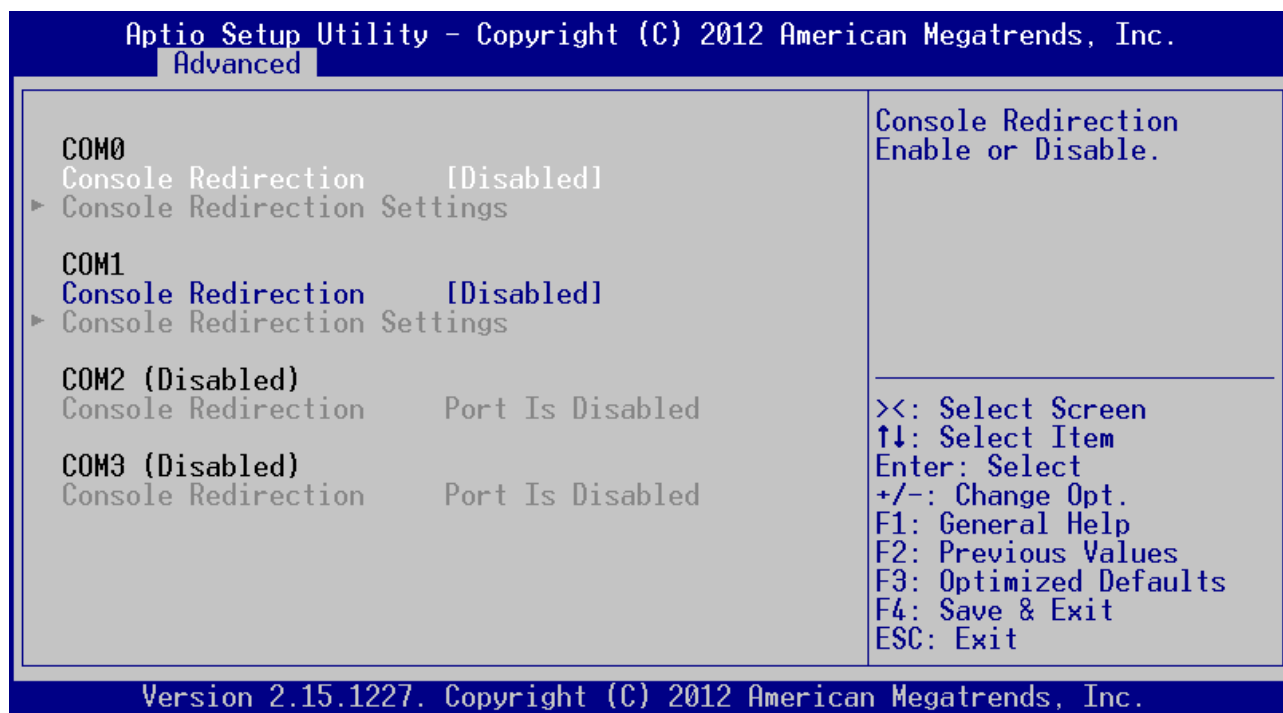 Aptio Setup Utility – Copyright (C) 2012 American Megatrends, Inc.
Advanced
COM0
Console Redirection [Disabled]
► Console Redirection Settings
COM1
Console Redirection [Disabled]
► Console Redirection Settings
COM2 (Disabled)
Console Redirection Port Is Disabled
COM3 (Disabled)
Console Redirection Port Is Disabled
Console Redirection
Enable or Disable.
><: Select Screen
↑↓: Select Item
Enter: Select
+/-: Change Opt.
F1: General Help
F2: Previous Values
F3: Optimized Defaults
F4: Save & Exit
ESC: Exit
Version 2.15.1227. Copyright (C) 2012 American Megatrends, Inc.